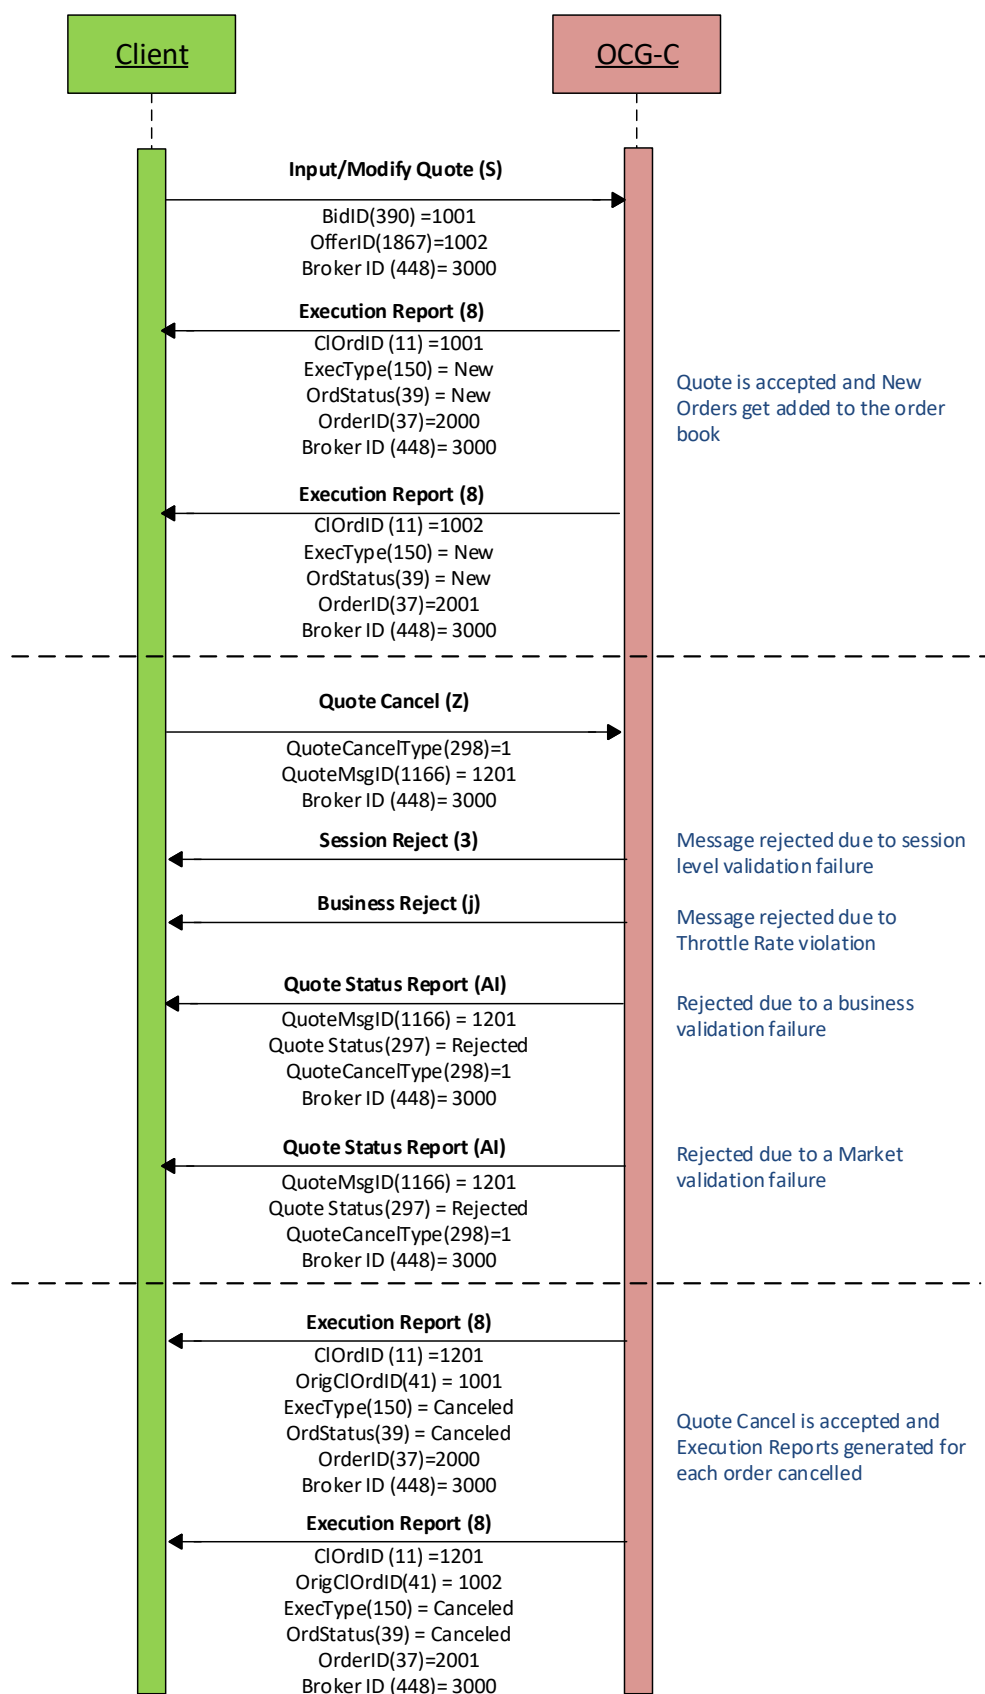 Client
OCG-C
Input/Modify Quote (S)
BidID(390) =1001
OfferID(1867)=1002
Broker ID (448)= 3000
Execution Report (8)
ClOrdID (11) =1001
ExecType(150) = New
OrdStatus(39) = New
OrderID(37)=2000
Broker ID (448)= 3000
Quote is accepted and New
Orders get added to the order
book
Execution Report (8)
ClOrdID (11) =1002
ExecType(150) = New
OrdStatus(39) = New
OrderID(37)=2001
Broker ID (448)= 3000
Quote Cancel (Z)
QuoteCancelType(298)=1
QuoteMsgID(1166) = 1201
Broker ID (448)= 3000
Session Reject (3)
Message rejected due to session
level validation failure
Business Reject (j)
Message rejected due to
Throttle Rate violation
Quote Status Report (AI)
QuoteMsgID(1166) = 1201
Quote Status(297) = Rejected
QuoteCancelType(298)=1
Broker ID (448)= 3000
Rejected due to a business
validation failure
Quote Status Report (AI)
QuoteMsgID(1166) = 1201
Quote Status(297) = Rejected
QuoteCancelType(298)=1
Broker ID (448)= 3000
Rejected due to a Market
validation failure
Execution Report (8)
ClOrdID (11) =1201
OrigClOrdID(41) = 1001
ExecType(150) = Canceled
OrdStatus(39) = Canceled
OrderID(37)=2000
Broker ID (448)= 3000
Quote Cancel is accepted and
Execution Reports generated for
each order cancelled
Execution Report (8)
ClOrdID (11) =1201
OrigClOrdID(41) = 1002
ExecType(150) = Canceled
OrdStatus(39) = Canceled
OrderID(37)=2001
Broker ID (448)= 3000